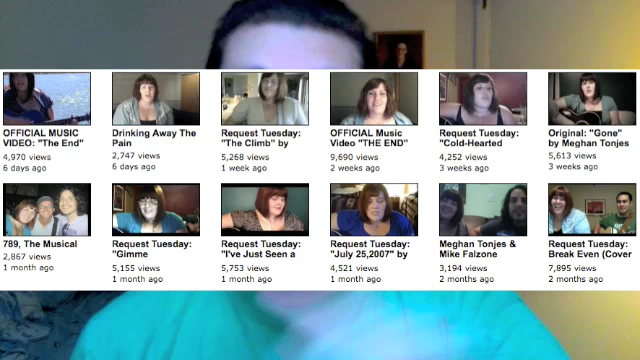 OFFICIAL MUSIC
VIDEO: "The End"
4,970 views
6 days ago
Drinking Away The
Pain
2,747 views
6 days ago
Request Tuesday:
"The Climb" by
5,268 views
1 week ago
OFFICIAL Music
Video "THE END"
9,690 views
2 weeks ago
Request Tuesday:
"Cold-Hearted
4,252 views
3 weeks ago
Original: "Gone"
by Meghan Tonjes
5,613 views
3 weeks ago
789, The Musical
2,867 views
1 month ago
Request Tuesday:
"Gimme
5,155 views
1 month ago
Request Tuesday:
"I've Just Seen a
5,753 views
1 month ago
Request Tuesday:
"July 25,2007" by
4,521 views
1 month ago
Meghan Tonjes &
Mike Falzone
3,194 views
2 months ago
Request Tuesday:
Break Even (Cover
7,895 views
2 months ago